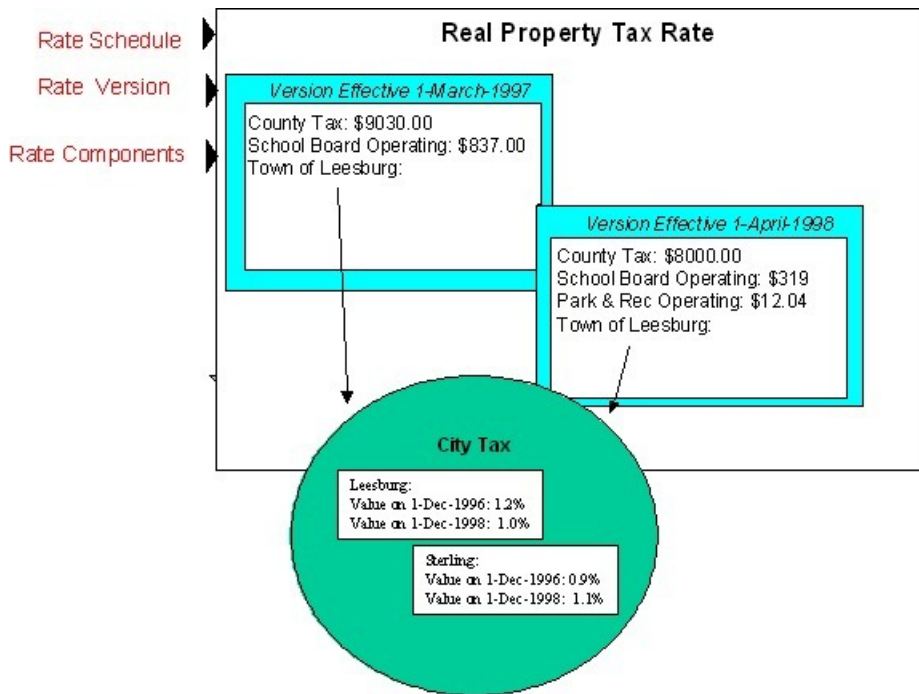 Real Property Tax Rate
Rate Schedule
Rate Version
Rate Components
Version Effective 1-March-1997
County Tax: $9030.00
School Board Operating: $837.00
Town of Leesburg:
Version Effective 1-April-1998
County Tax: $8000.00
School Board Operating: $319
Park & Rec Operating: $12.04
Town of Leesburg:
City Tax
Leesburg:
Value on 1-Dec-1996: 1.2%
Value on 1-Dec-1998: 1.0%
Sterling:
Value on 1-Dec-1996: 0.9%
Value on 1-Dec-1998: 1.1%